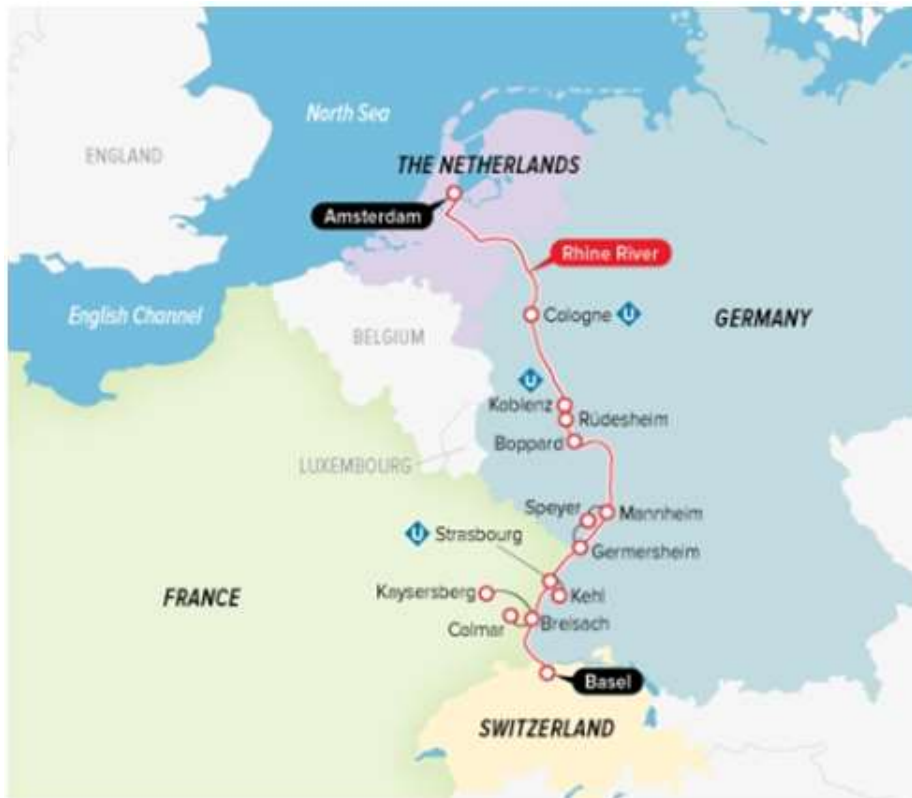 North Sea
ENGLAND
THE NETHERLANDS
Amsterdam
Rhine River
English Channel
Cologne U
GERMANY
BELGIUM
U
Koblenz
Rüdesheim
Boppard
LUXEMBOURG
Speyer
Mannheim
U Strasbourg
Germersheim
Kaysersberg
Kehl
FRANCE
Colmar
Breisach
Basel
SWITZERLAND